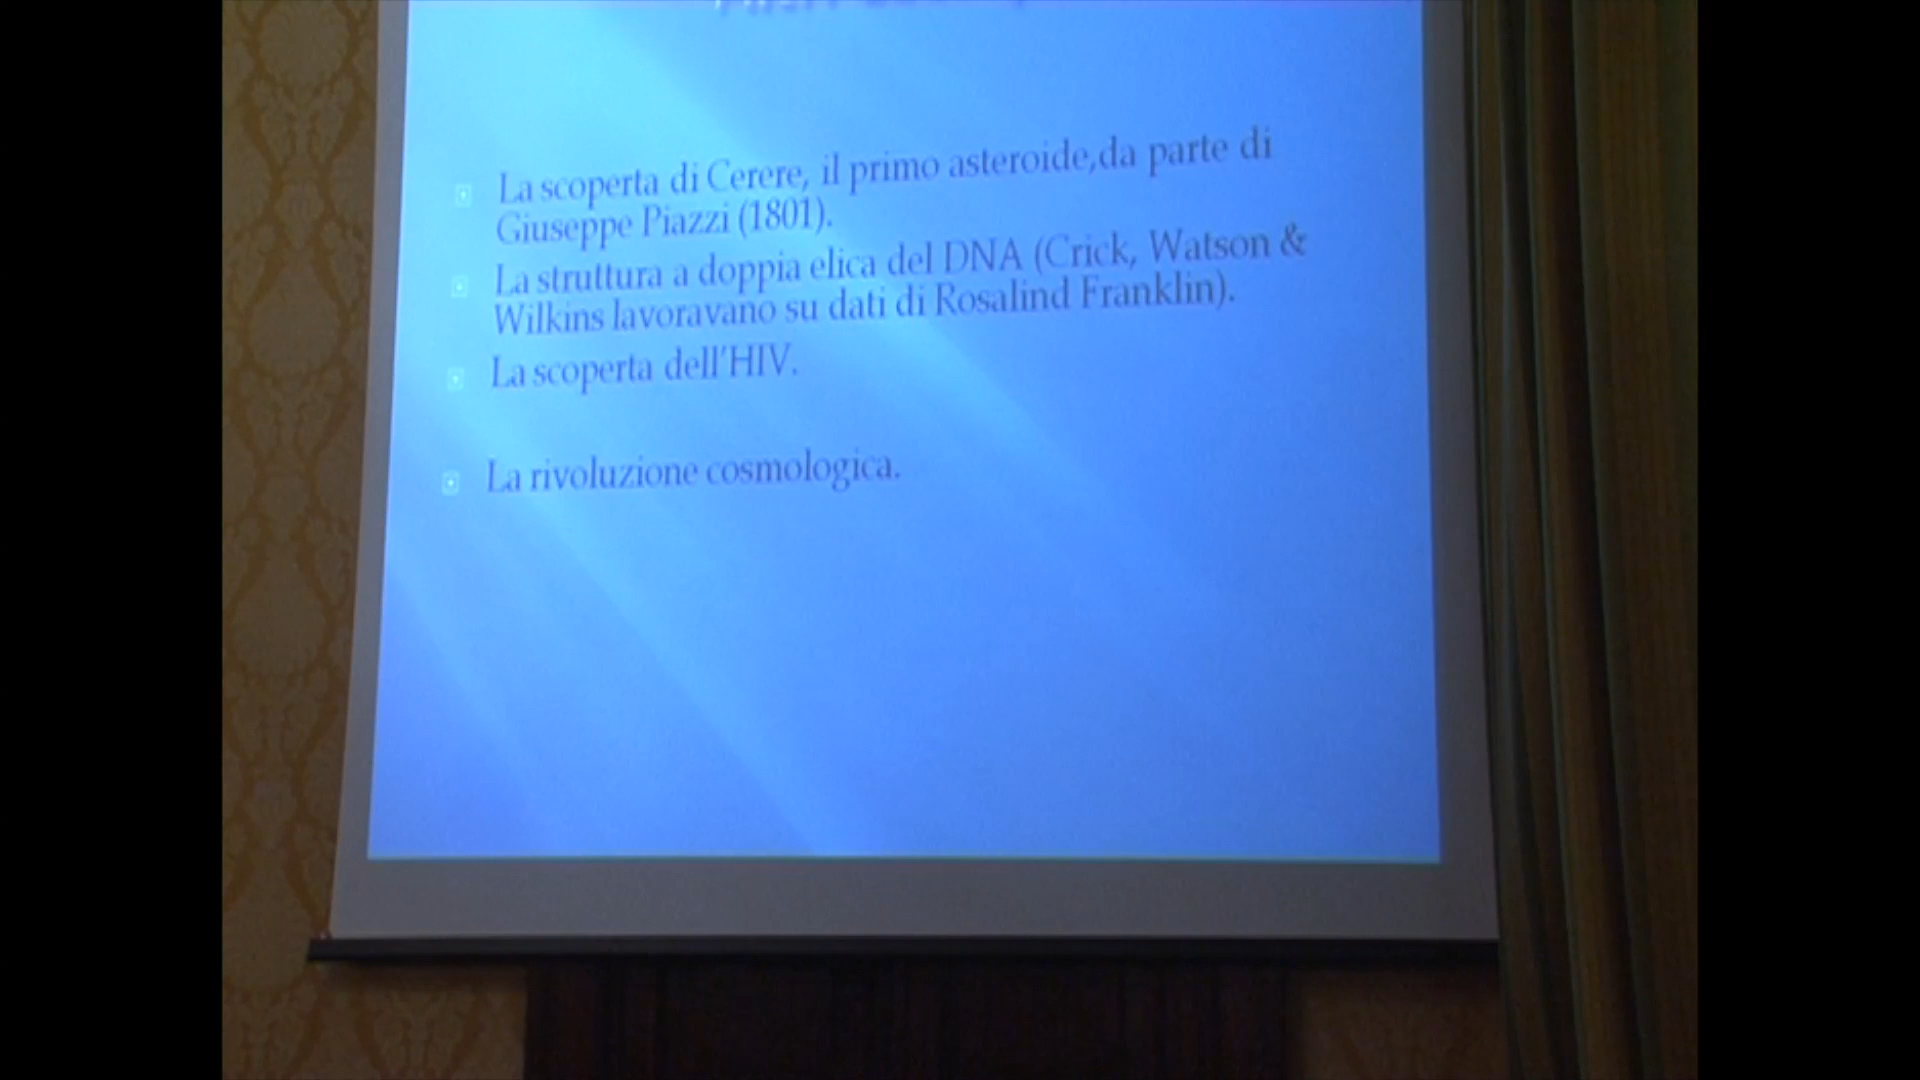 La scoperta di Cerere, il primo asteroide,da parte di
Giuseppe Piazzi (1801).
La struttura a doppia elica del DNA (Crick, Watson &
Wilkins lavoravano su dati di Rosalind Franklin).
La scoperta dell'HIV.
La rivoluzione cosmologica.